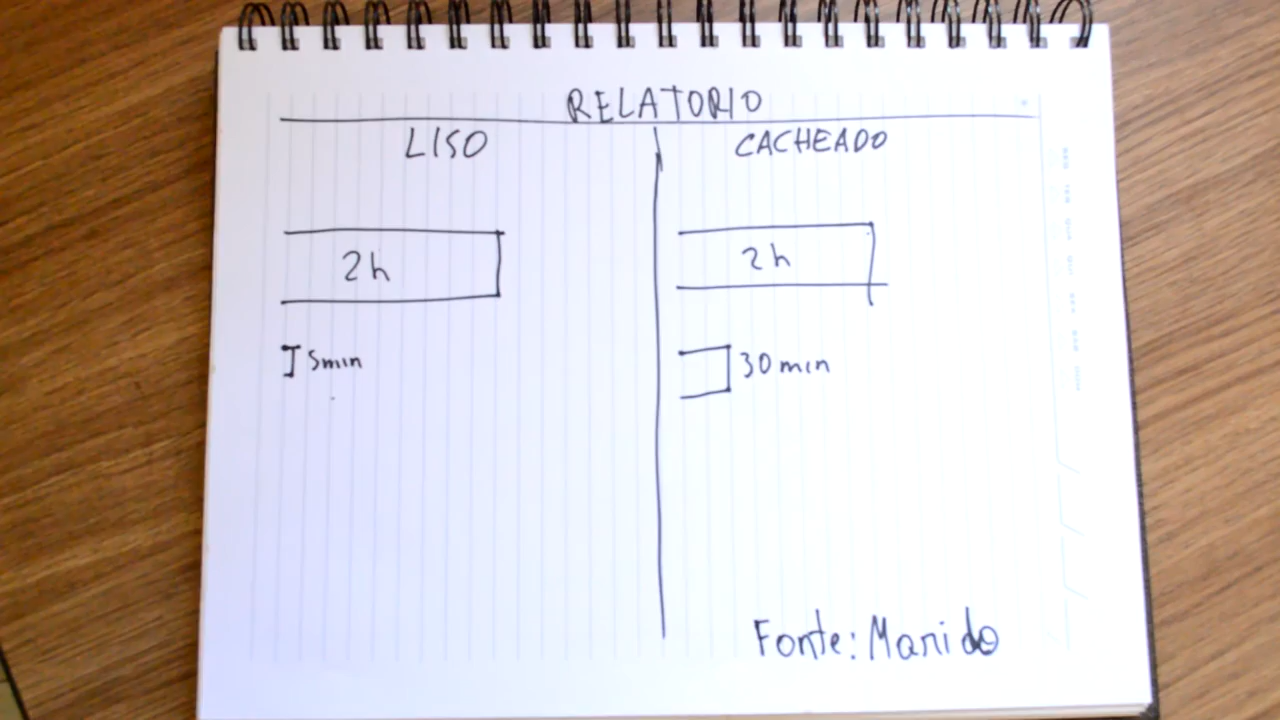 RELATORIO
LISO
CACHEADO
2h
2h
5min
30min
Fonte: Marido